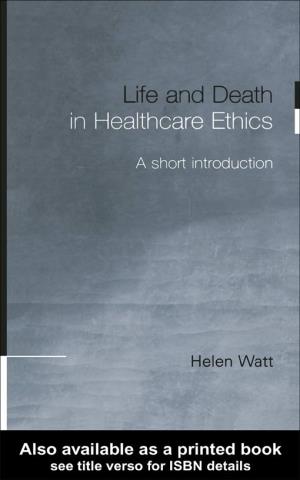 Life and Death
in Healthcare Ethics
A short introduction
Helen Watt
Also available as a printed book
see title verso for ISBN details